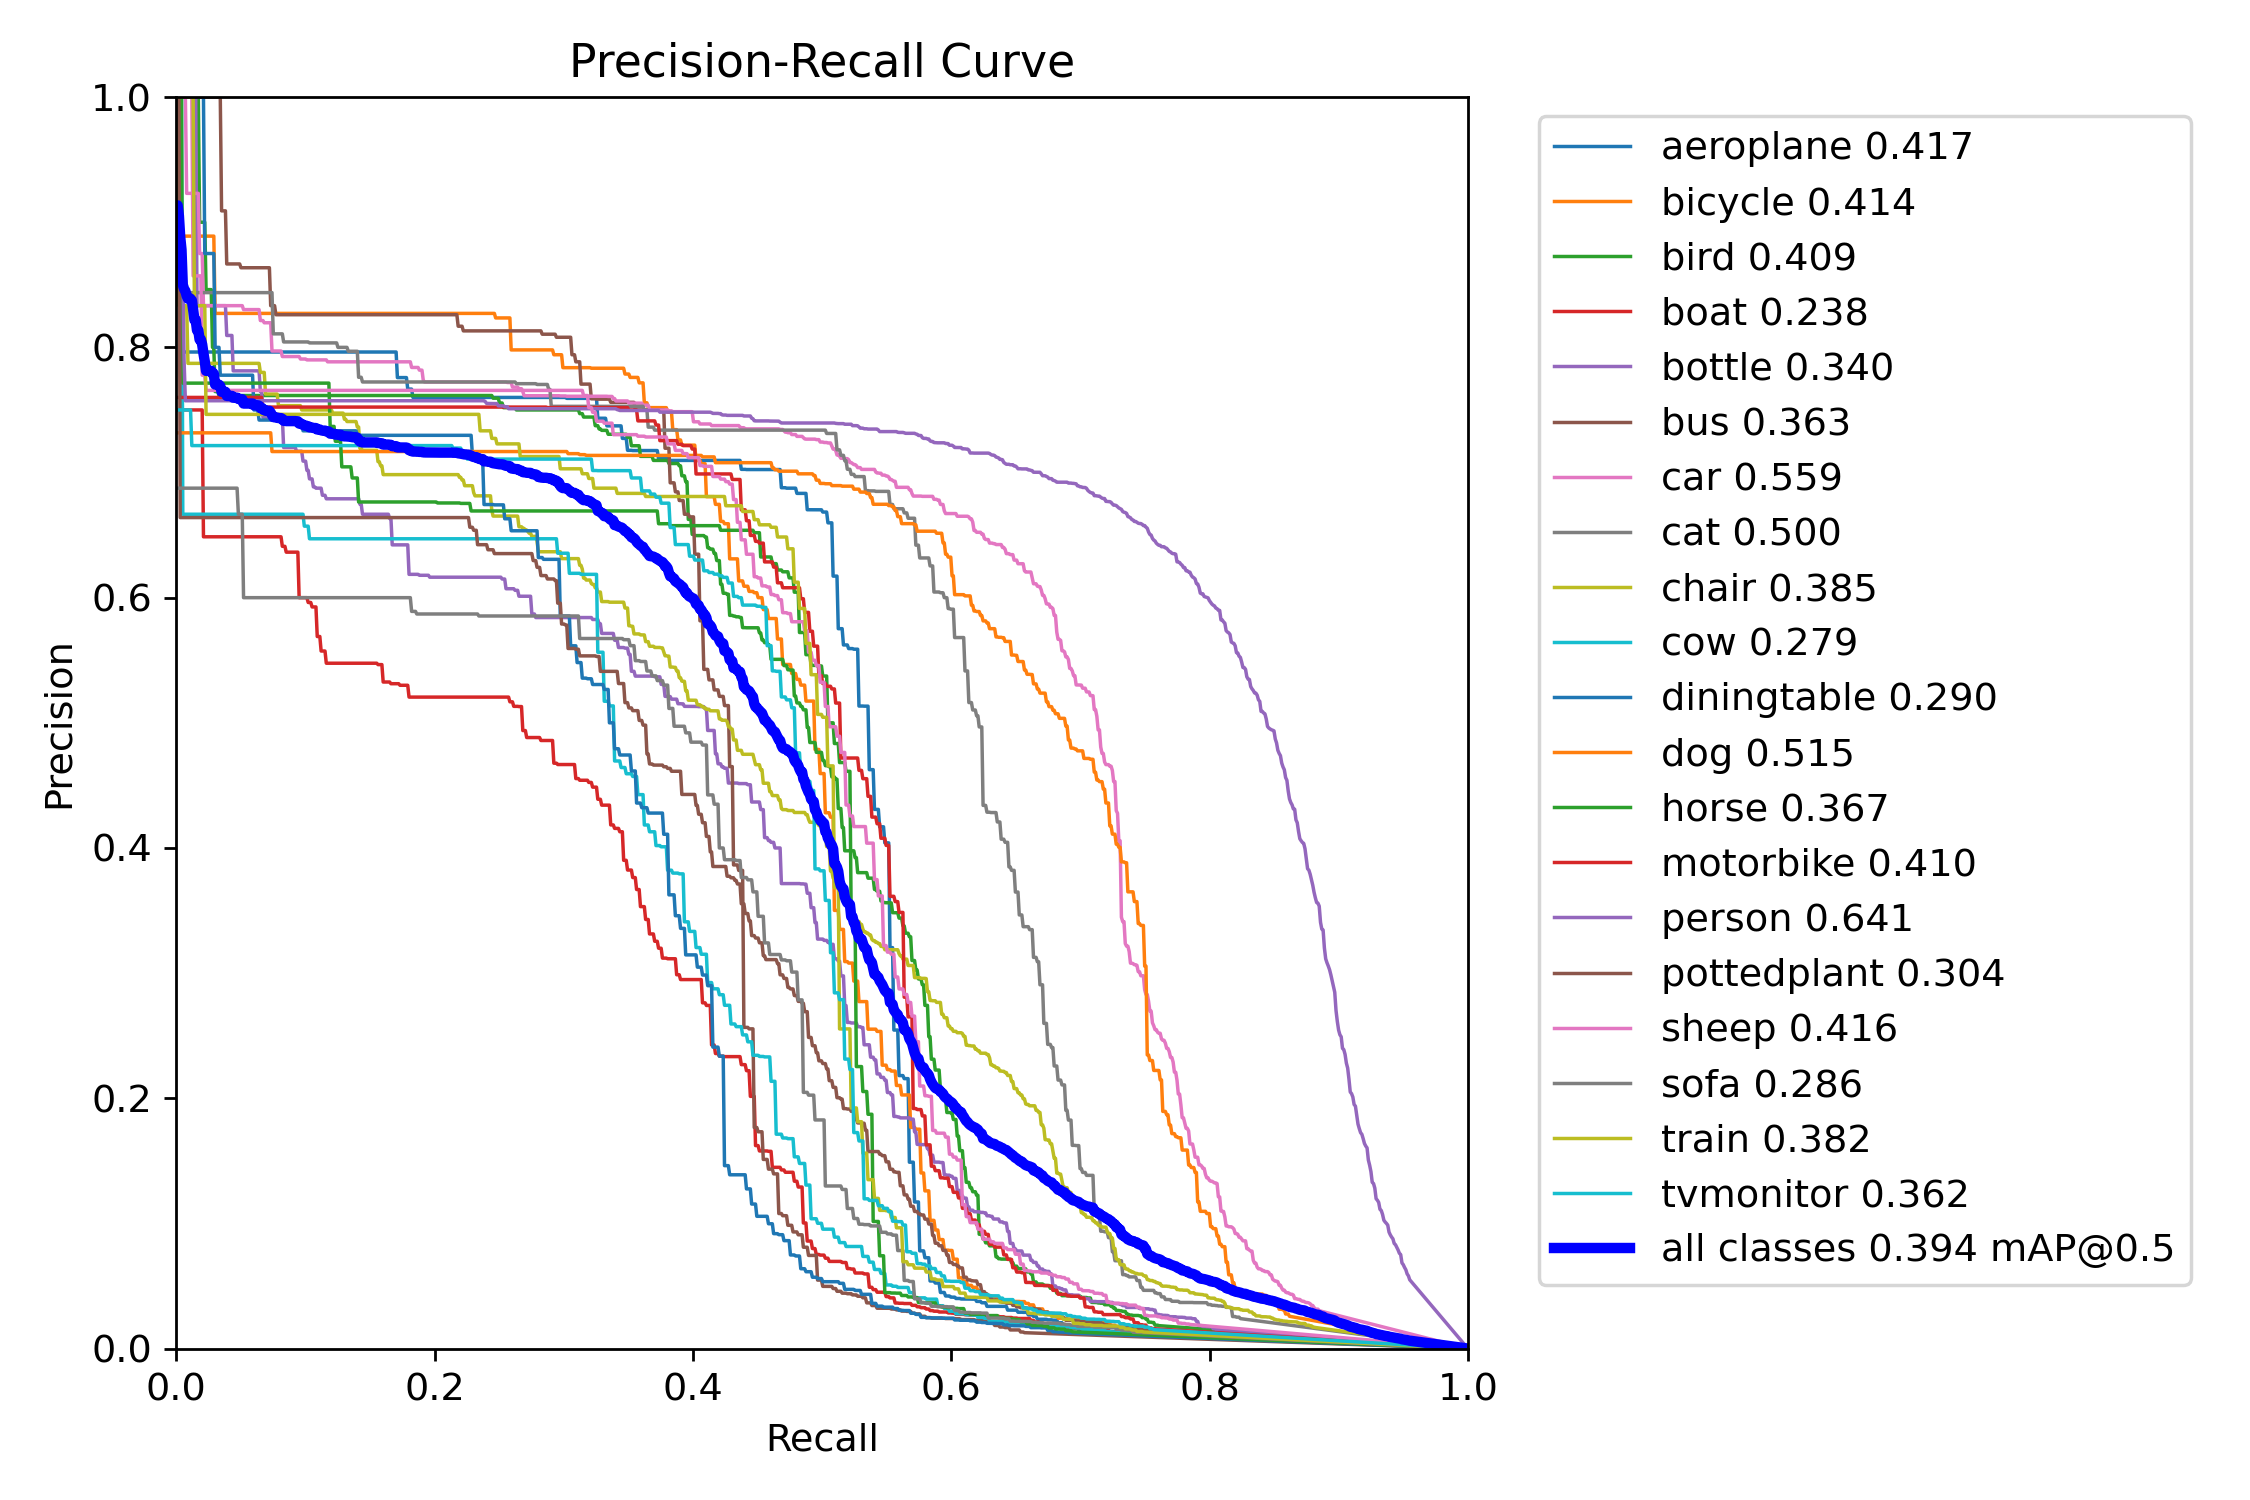 Precision-Recall Curve
1.0
0.8
0.6
0.4
0.2
0.0
Precision
0.0 0.2 0.4 0.6 0.8 1.0
Recall
aeroplane 0.417
bicycle 0.414
bird 0.409
boat 0.238
bottle 0.340
bus 0.363
car 0.559
cat 0.500
chair 0.385
cow 0.279
diningtable 0.290
dog 0.515
horse 0.367
motorbike 0.410
person 0.641
pottedplant 0.304
sheep 0.416
sofa 0.286
train 0.382
tvmonitor 0.362
all classes 0.394 mAP@0.5